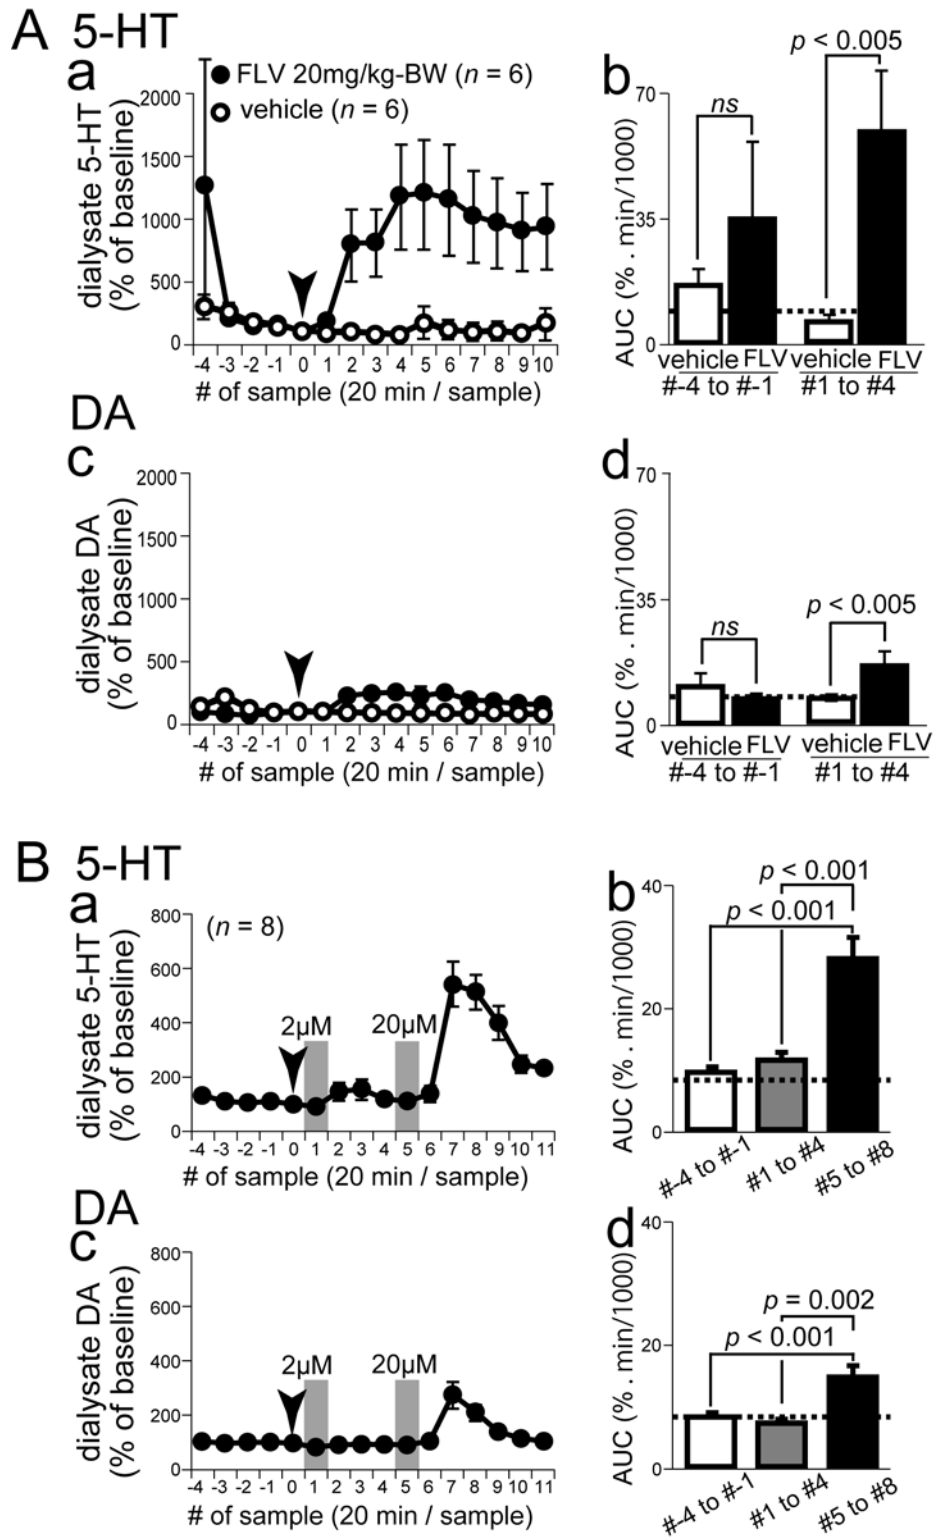 A 5-HT
a
FLV 20mg/kg-BW (n = 6)
vehicle (n = 6)
dialysate 5-HT
(% of baseline)
2000
1500
1000
500
0
-4 -3 -2 -1 0 1 2 3 4 5 6 7 8 9 10
# of sample (20 min / sample)
b
p < 0.005
ns
AUC (% . min/1000)
70
35
0
vehicle FLV vehicle FLV
#-4 to #-1 #1 to #4
DA
c
dialysate DA
(% of baseline)
2000
1500
1000
500
0
-4 -3 -2 -1 0 1 2 3 4 5 6 7 8 9 10
# of sample (20 min / sample)
d
p < 0.005
ns
AUC (% . min/1000)
70
35
0
vehicle FLV vehicle FLV
#-4 to #-1 #1 to #4
B 5-HT
a
(n = 8)
dialysate 5-HT
(% of baseline)
800
600
400
200
0
2μM 20μM
-4 -3 -2 -1 0 1 2 3 4 5 6 7 8 9 10 11
# of sample (20 min / sample)
b
p < 0.001
p < 0.001
AUC (% . min/1000)
40
20
0
#-4 to #-1 #1 to #4 #5 to #8
DA
c
dialysate DA
(% of baseline)
800
600
400
200
0
2μM 20μM
-4 -3 -2 -1 0 1 2 3 4 5 6 7 8 9 10 11
# of sample (20 min / sample)
d
p = 0.002
p < 0.001
AUC (% . min/1000)
40
20
0
#-4 to #-1 #1 to #4 #5 to #8